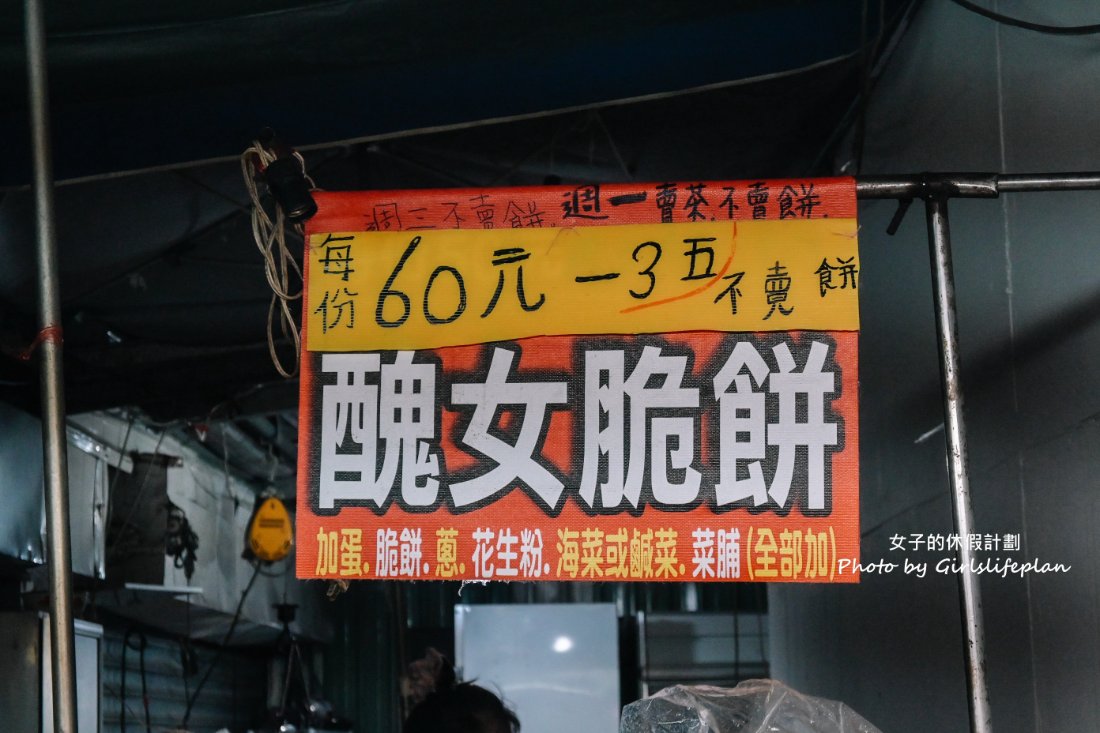 週三不賣餅. 週一賣茶.不賣餅.
每份60元 一3五不賣餅
醜女脆餅
加蛋.脆餅.蔥.花生粉.海菜或鹹菜.菜脯(全部加)
女子的休假計劃
Photo by Girlslifeplan